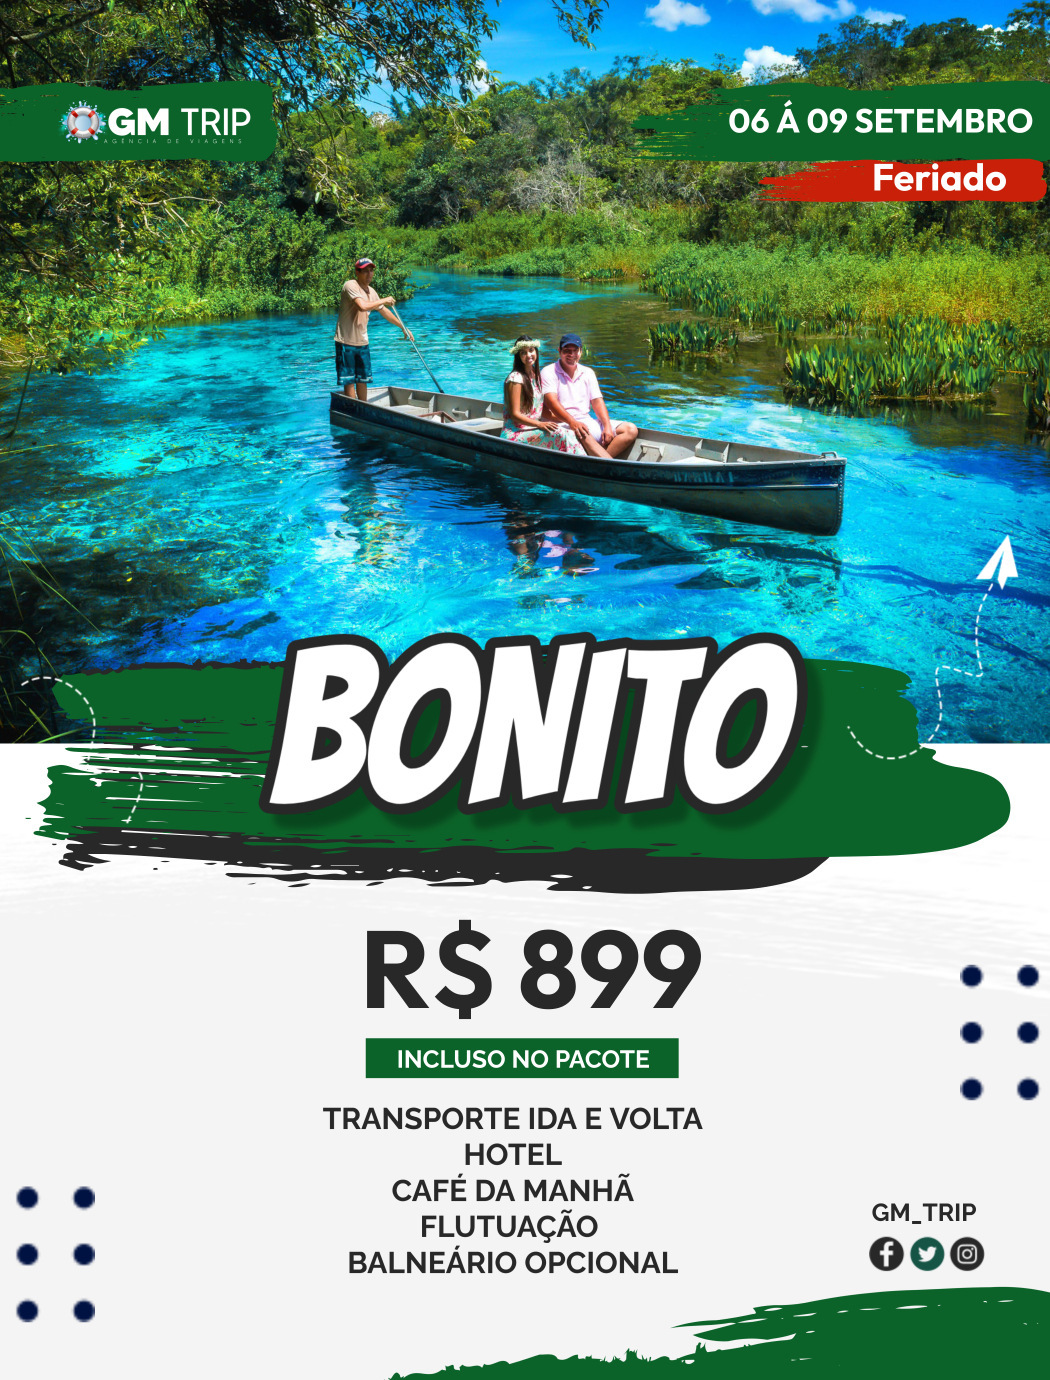 GM TRIP
AGÊNCIA DE VIAGENS
06 Á 09 SETEMBRO
Feriado
BONITO
R$ 899
INCLUSO NO PACOTE
TRANSPORTE IDA E VOLTA
HOTEL
CAFÉ DA MANHÃ
FLUTUAÇÃO
BALNEÁRIO OPCIONAL
GM_TRIP